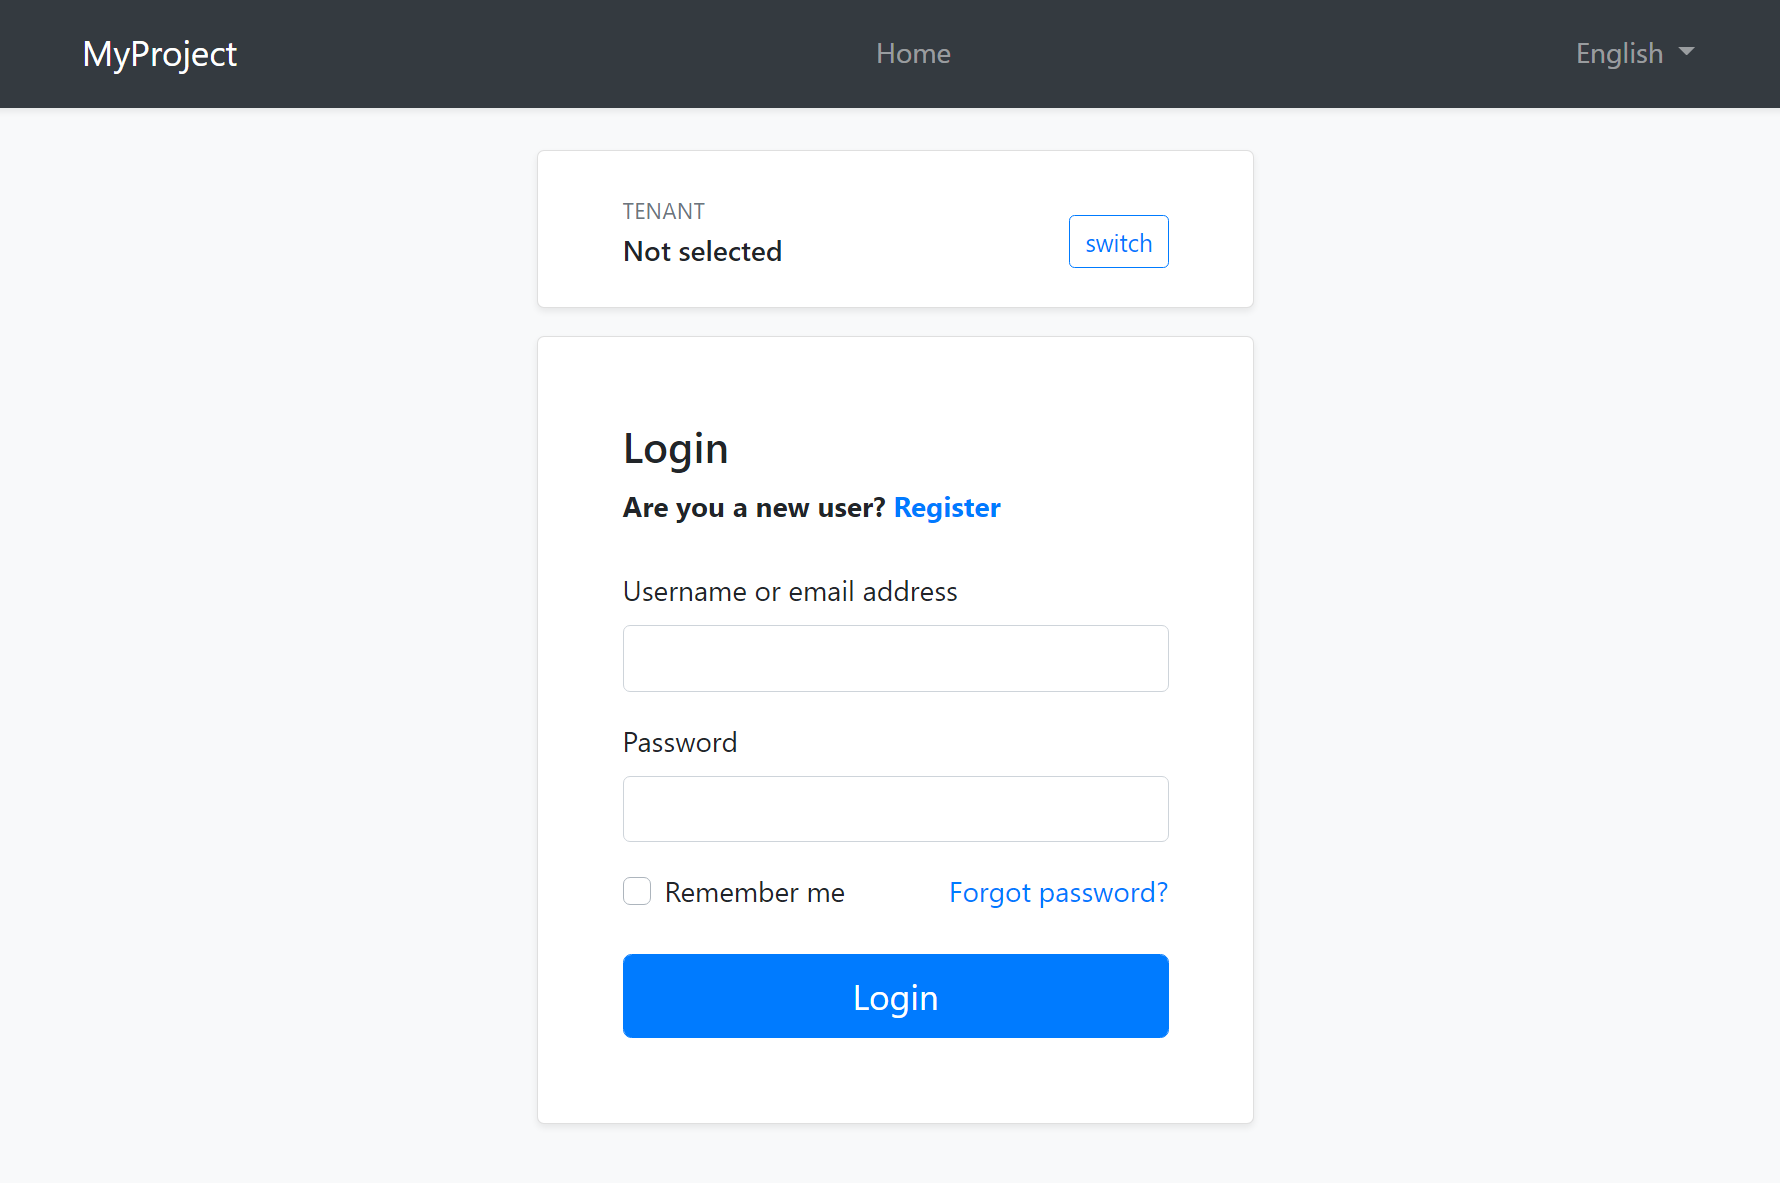 MyProject
Home
English
TENANT
Not selected
switch
Login
Are you a new user? Register
Username or email address
Password
Remember me
Forgot password?
Login